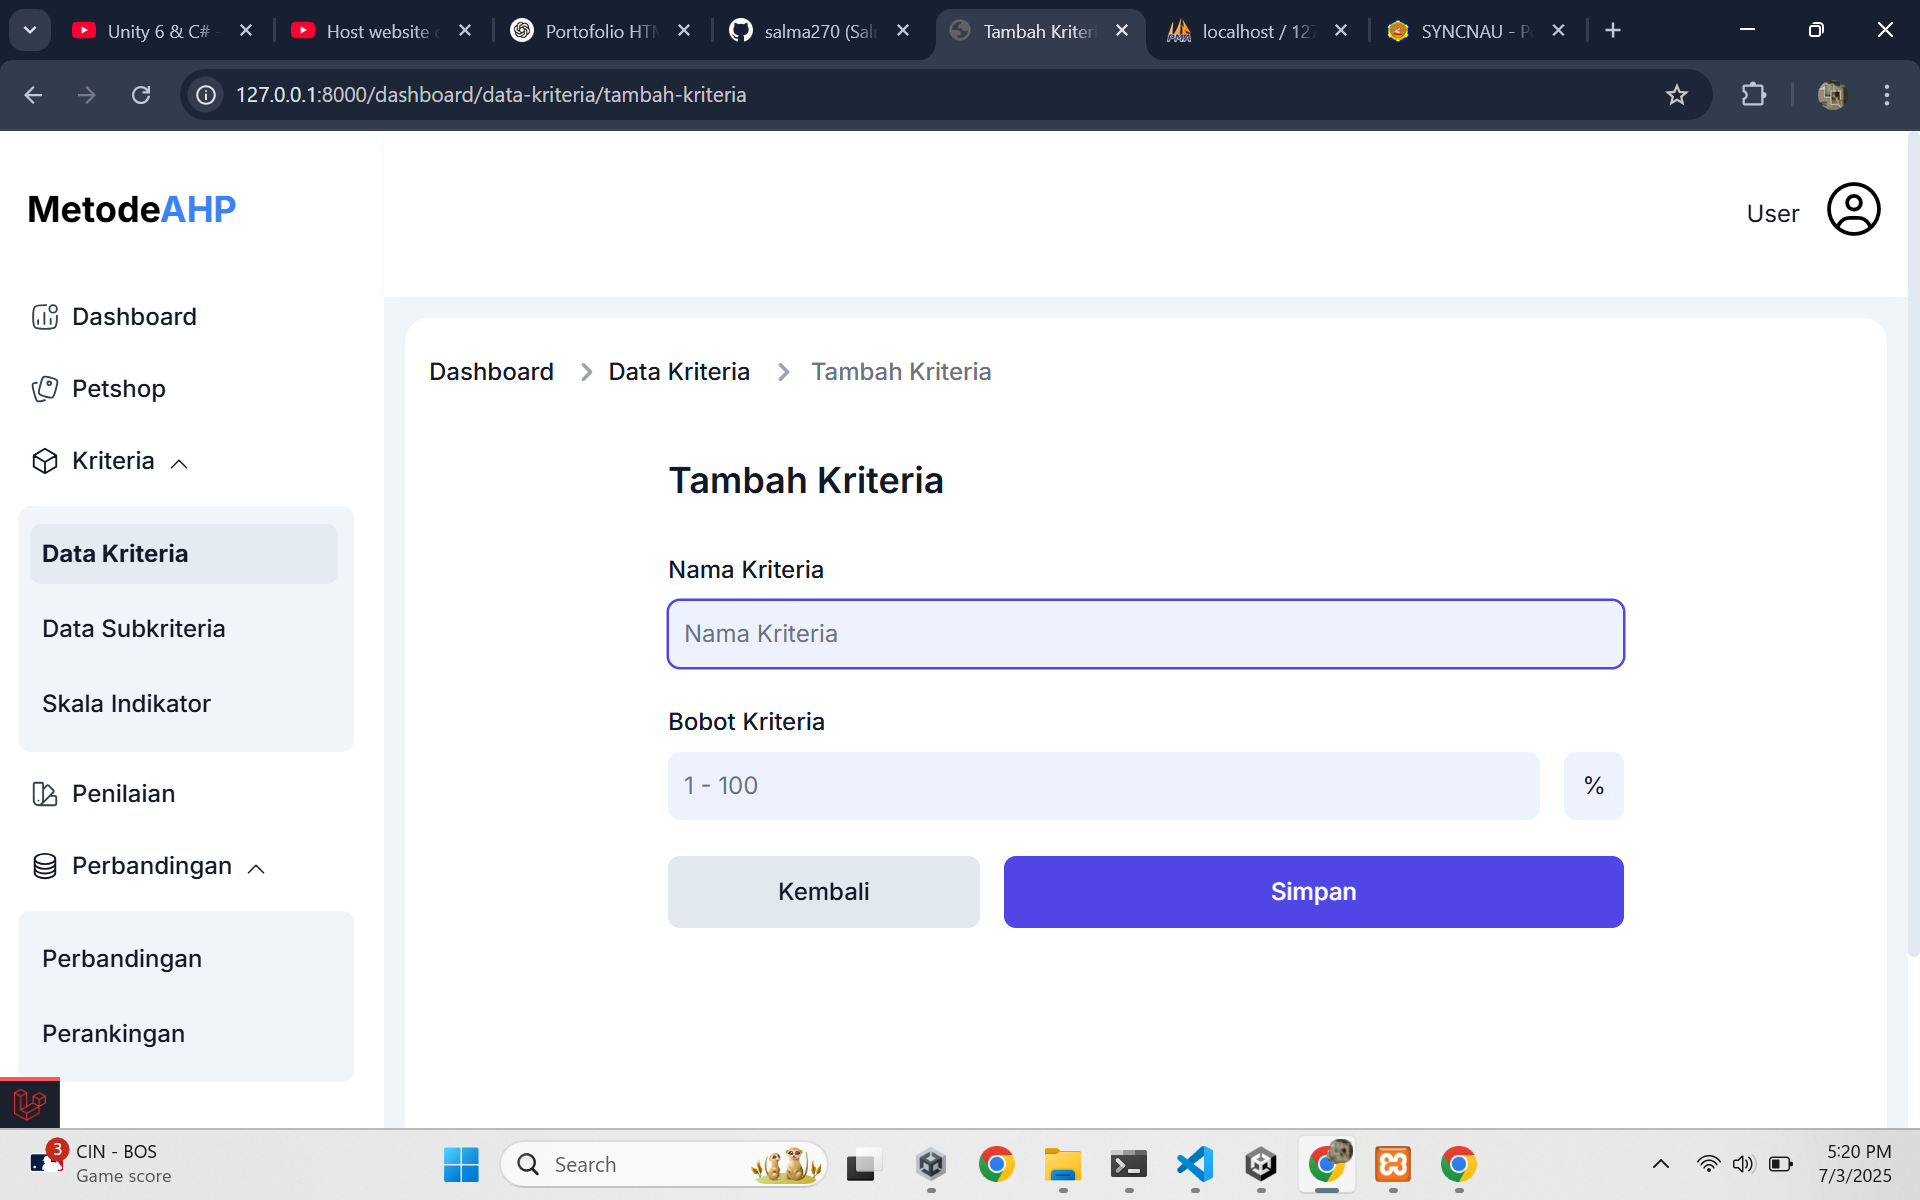 Unity 6 & C#
Host website
Portofolio HTM
salma270 (Sal
Tambah Kriteri
localhost / 127
SYNCNAU - P
127.0.0.1:8000/dashboard/data-kriteria/tambah-kriteria
MetodeAHP
User
Dashboard
Petshop
Kriteria
Data Kriteria
Data Subkriteria
Skala Indikator
Penilaian
Perbandingan
Perbandingan
Perankingan
Dashboard > Data Kriteria > Tambah Kriteria
Tambah Kriteria
Nama Kriteria
Nama Kriteria
Bobot Kriteria
1 - 100 %
Kembali Simpan
3
CIN - BOS
Game score
Search
5:20 PM
7/3/2025